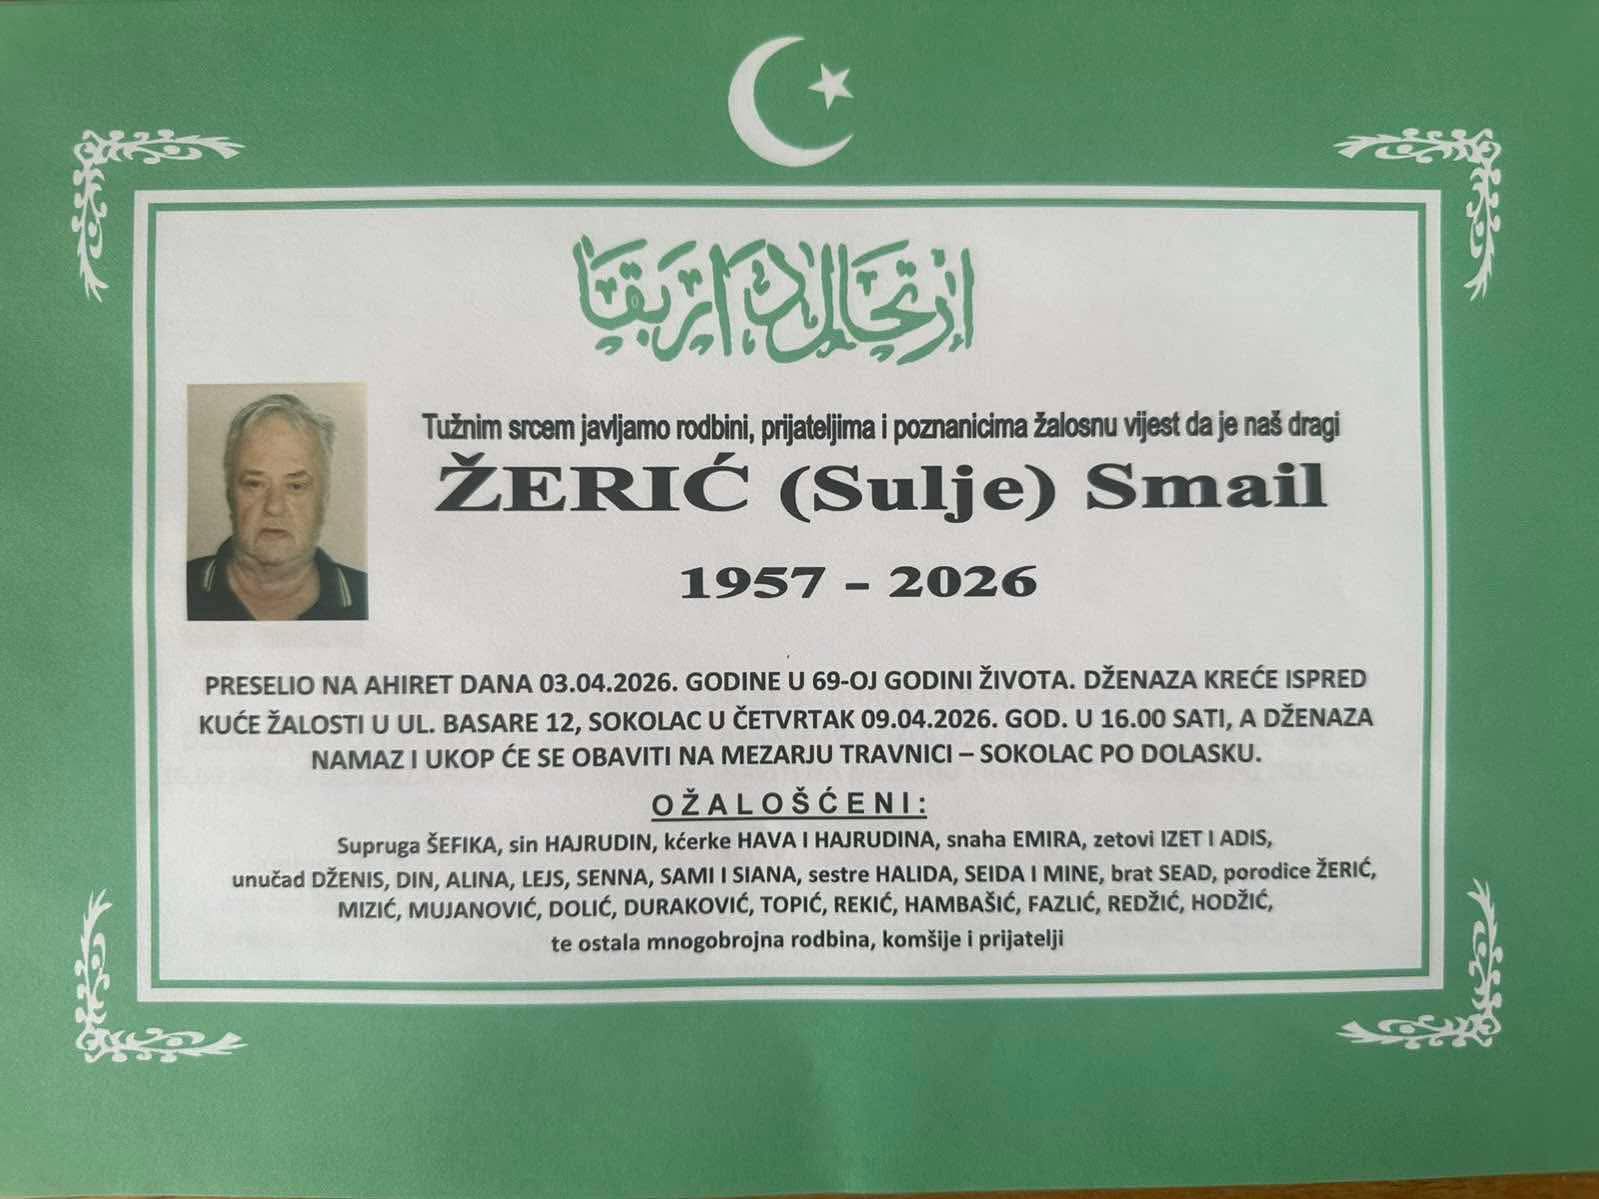 ارتحال دار بقا
Tužnim srcem javljamo rodbini, prijateljima i poznanicima žalosnu vijest da je naš dragi
ŽERIĆ (Sulje) Smail
1957 – 2026
PRESELIO NA AHIRET DANA 03.04.2026. GODINE U 69-OJ GODINI ŽIVOTA. DŽENAZA KREĆE ISPRED
KUĆE ŽALOSTI U UL. BASARE 12, SOKOLAC U ČETVRTAK 09.04.2026. GOD. U 16.00 SATI, A DŽENAZA
NAMAZ I UKOP ĆE SE OBAVITI NA MEZARJU TRAVNICI – SOKOLAC PO DOLASKU.
OŽALOŠĆENI:
Supruga ŠEFIKA, sin HAJRUDIN, kćerke HAVA I HAJRUDINA, snaha EMIRA, zetovi IZET I ADIS,
unučad DŽENIS, DIN, ALINA, LEJS, SENNA, SAMI I SIANA, sestre HALIDA, SEIDA I MINE, brat SEAD, porodice ŽERIĆ,
MIZIĆ, MUJANOVIĆ, DOLIĆ, DURAKOVIĆ, TOPIĆ, REKIĆ, HAMBAŠIĆ, FAZLIĆ, REDŽIĆ, HODŽIĆ,
te ostala mnogobrojna rodbina, komšije i prijatelji